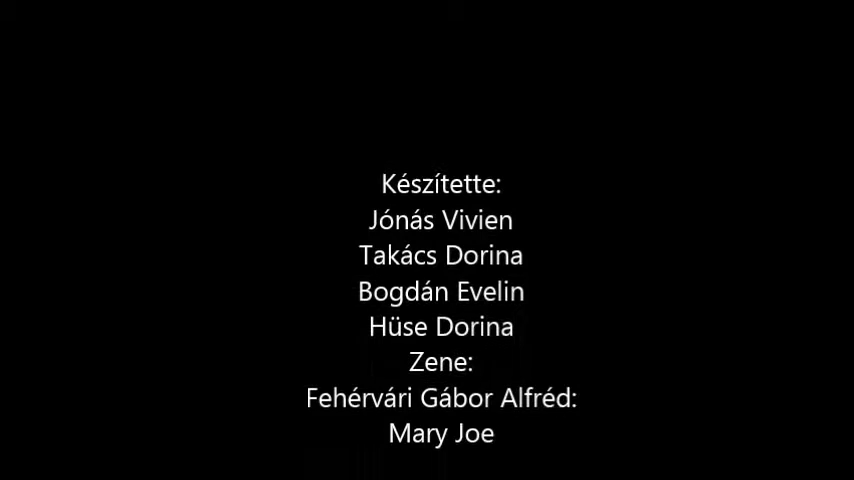 Készítette:
Jónás Vivien
Takács Dorina
Bogdán Evelin
Hüse Dorina
Zene:
Fehérvári Gábor Alfréd:
Mary Joe